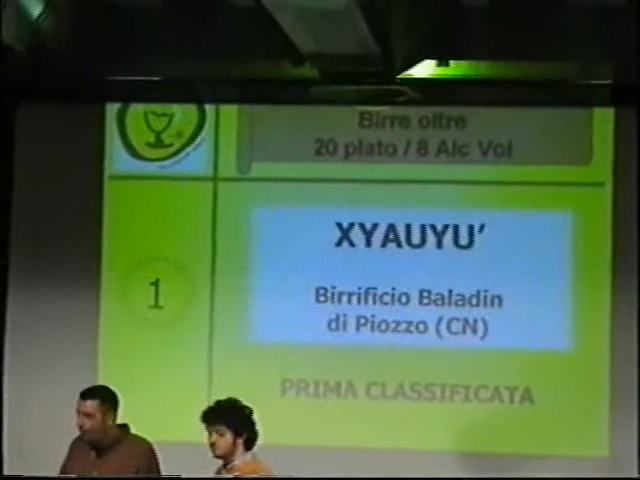 Birre oltre
20 plato / 8 Alc Vol
XYAUYU'
1
Birrificio Baladin
di Piozzo (CN)
PRIMA CLASSIFICATA